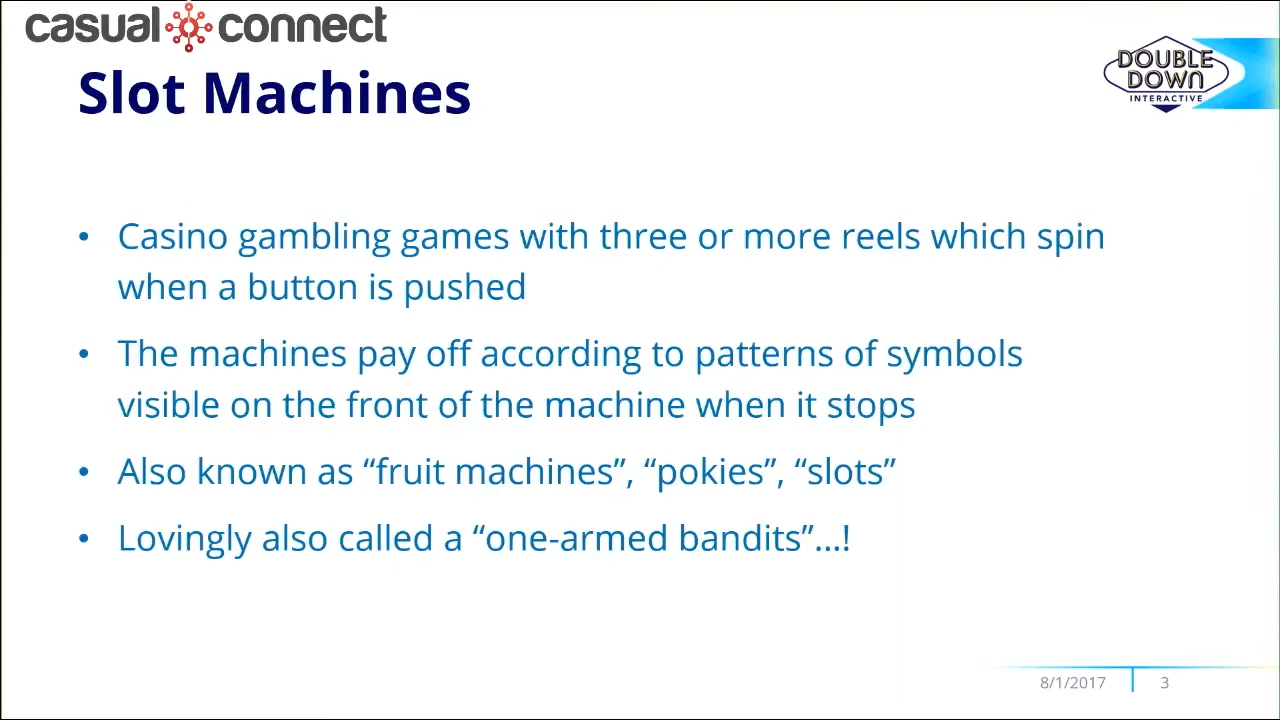 casual connect
Slot Machines
DOUBLE
DOWN
INTERACTIVE
• Casino gambling games with three or more reels which spin
when a button is pushed
• The machines pay off according to patterns of symbols
visible on the front of the machine when it stops
• Also known as “fruit machines”, “pokies”, “slots”
• Lovingly also called a “one-armed bandits”...!
8/1/2017
3